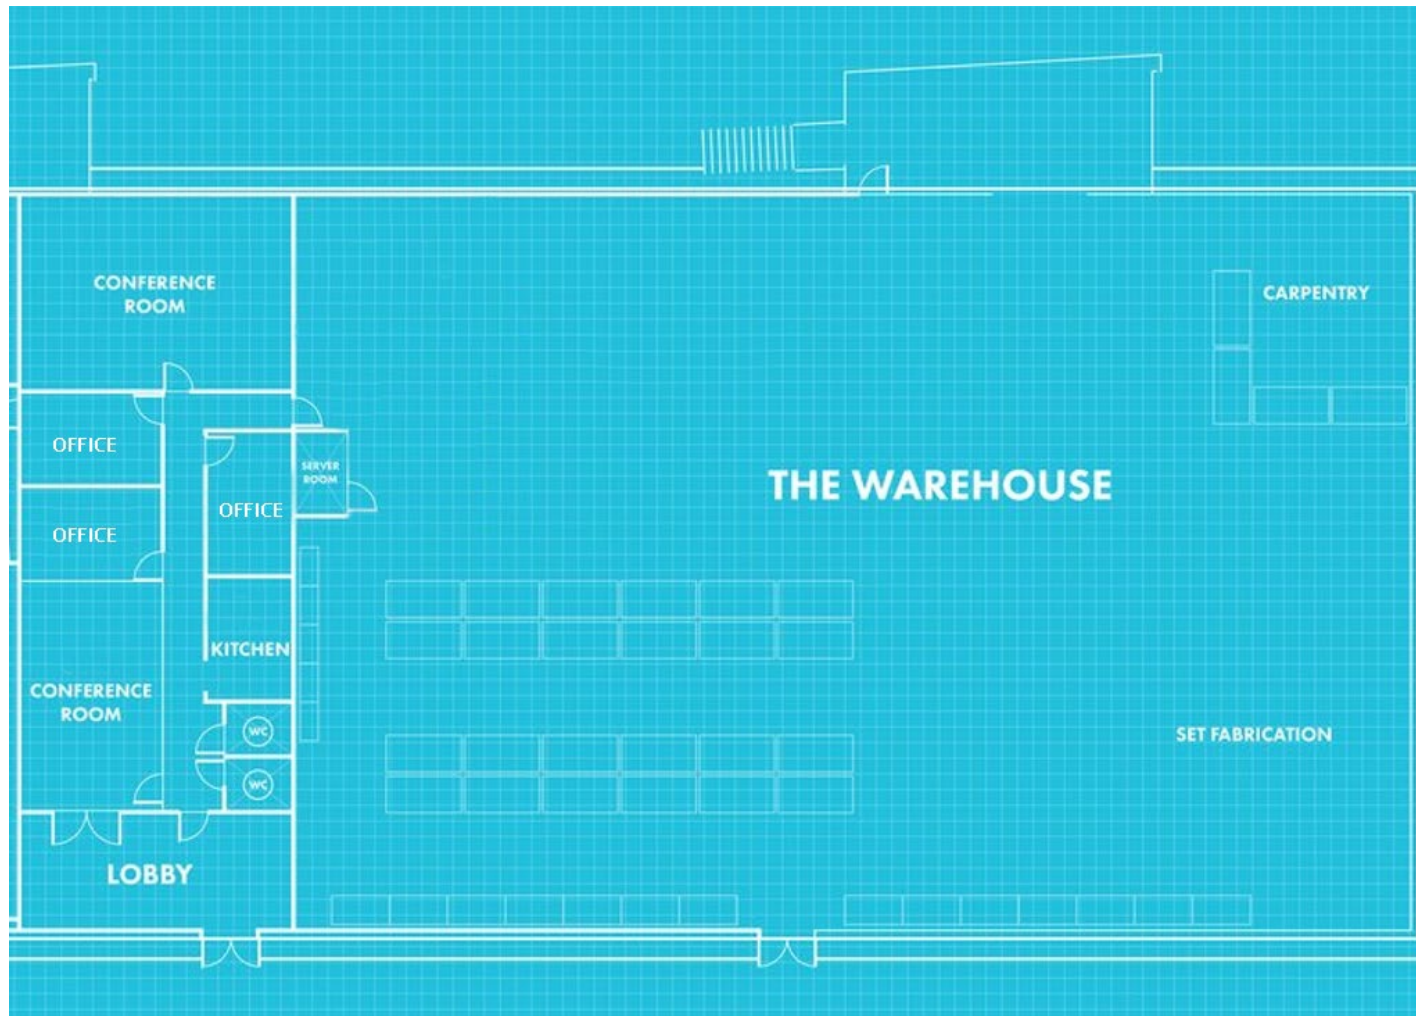 CONFERENCE
ROOM
CARPENTRY
OFFICE
SERVER
ROOM
THE WAREHOUSE
OFFICE
OFFICE
KITCHEN
CONFERENCE
ROOM
WC
SET FABRICATION
WC
LOBBY